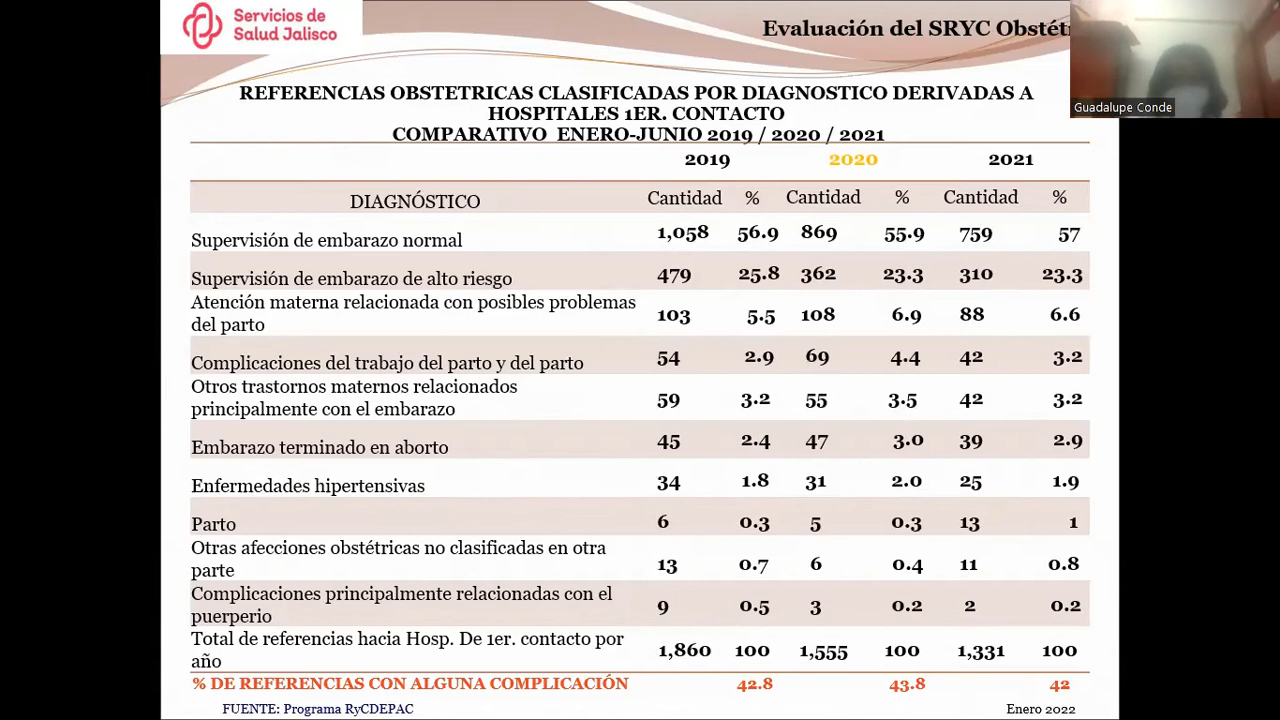 Servicios de
Salud Jalisco
Evaluación del SRYC Obstét
Guadalupe Conde
REFERENCIAS OBSTETRICAS CLASIFICADAS POR DIAGNOSTICO DERIVADAS A
HOSPITALES 1ER. CONTACTO
COMPARATIVO ENERO-JUNIO 2019 / 2020 / 2021
2019 2020 2021
DIAGNÓSTICO Cantidad % Cantidad % Cantidad %
Supervisión de embarazo normal 1,058 56.9 869 55.9 759 57
Supervisión de embarazo de alto riesgo 479 25.8 362 23.3 310 23.3
Atención materna relacionada con posibles problemas
del parto 103 5.5 108 6.9 88 6.6
Complicaciones del trabajo del parto y del parto 54 2.9 69 4.4 42 3.2
Otros trastornos maternos relacionados
principalmente con el embarazo 59 3.2 55 3.5 42 3.2
Embarazo terminado en aborto 45 2.4 47 3.0 39 2.9
Enfermedades hipertensivas 34 1.8 31 2.0 25 1.9
Parto 6 0.3 5 0.3 13 1
Otras afecciones obstétricas no clasificadas en otra
parte 13 0.7 6 0.4 11 0.8
Complicaciones principalmente relacionadas con el
puerperio 9 0.5 3 0.2 2 0.2
Total de referencias hacia Hosp. De 1er. contacto por
año 1,860 100 1,555 100 1,331 100
% DE REFERENCIAS CON ALGUNA COMPLICACIÓN 42.8 43.8 42
FUENTE: Programa RyCDEPAC Enero 2022